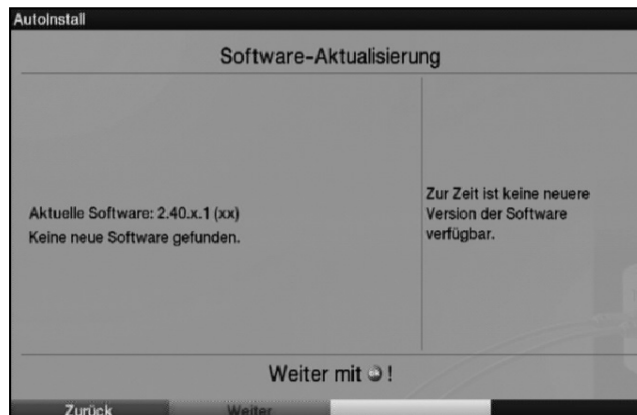 AutoInstall
Software-Aktualisierung
Aktuelle Software: 2.40.x.1 (xx)
Keine neue Software gefunden.
Zur Zeit ist keine neuere
Version der Software
verfügbar.
Weiter mit !
Zurück
Weiter